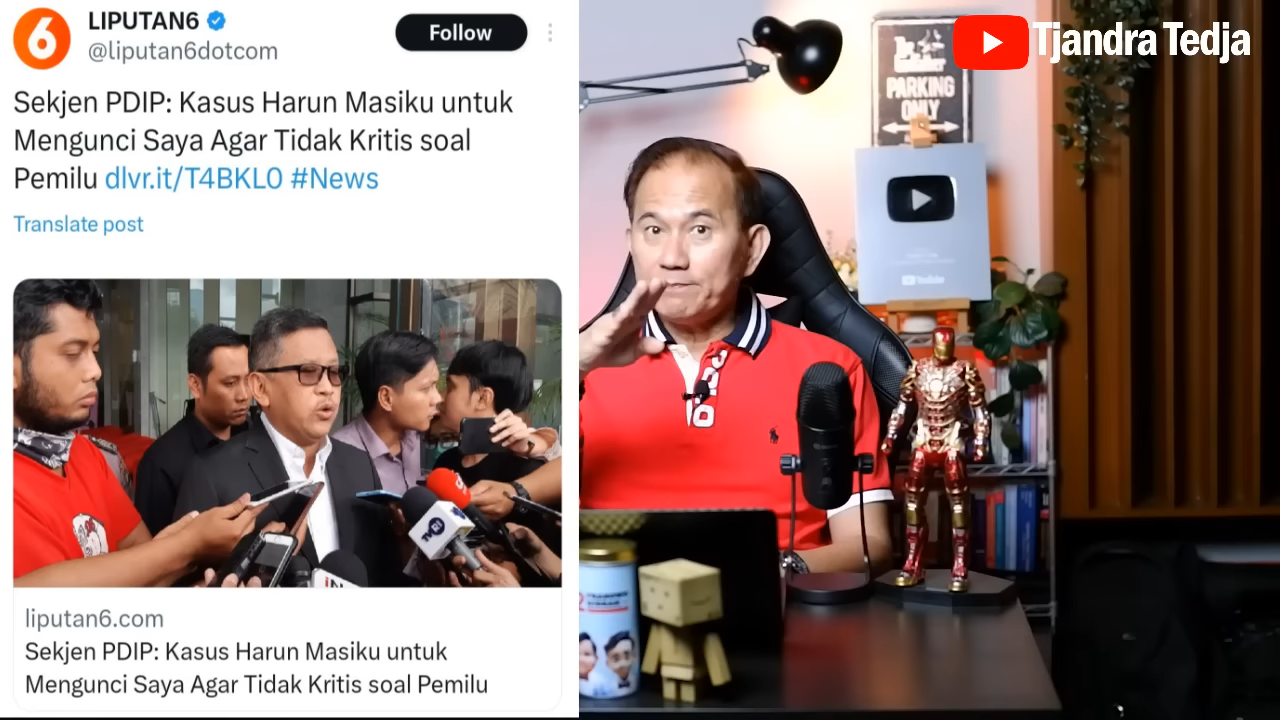 LIPUTAN6
@liputan6dotcom
Follow
Sekjen PDIP: Kasus Harun Masiku untuk
Mengunci Saya Agar Tidak Kritis soal
Pemilu dlvr.it/T4BKL0 #News
Translate post
liputan6.com
Sekjen PDIP: Kasus Harun Masiku untuk
Mengunci Saya Agar Tidak Kritis soal Pemilu
Tjandra Tedja
The
PARKING
ONLY
YouTube